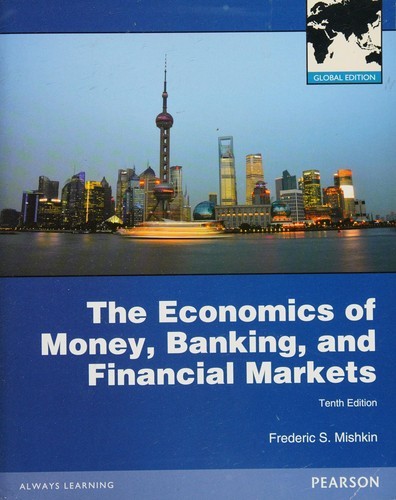 GLOBAL EDITION
The Economics of
Money, Banking, and
Financial Markets
Tenth Edition
Frederic S. Mishkin
ALWAYS LEARNING
PEARSON